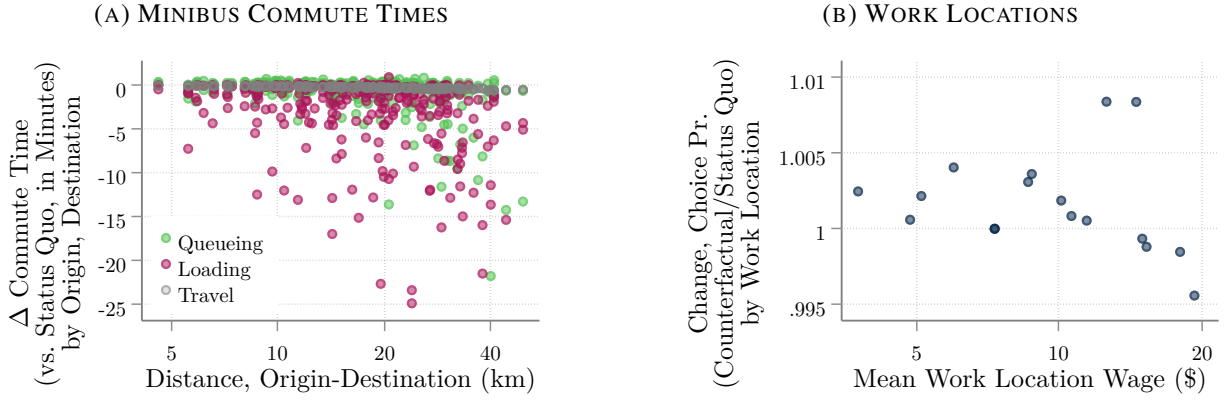 (A) MINIBUS COMMUTE TIMES
Δ Commute Time
(vs. Status Quo, in Minutes)
by Origin, Destination
0
-5
-10
-15
-20
-25
Queueing
Loading
Travel
5
10
20
40
Distance, Origin-Destination (km)
(B) WORK LOCATIONS
Change, Choice Pr.
(Counterfactual/Status Quo)
by Work Location
1.01
1.005
1
.995
5
10
20
Mean Work Location Wage ($)